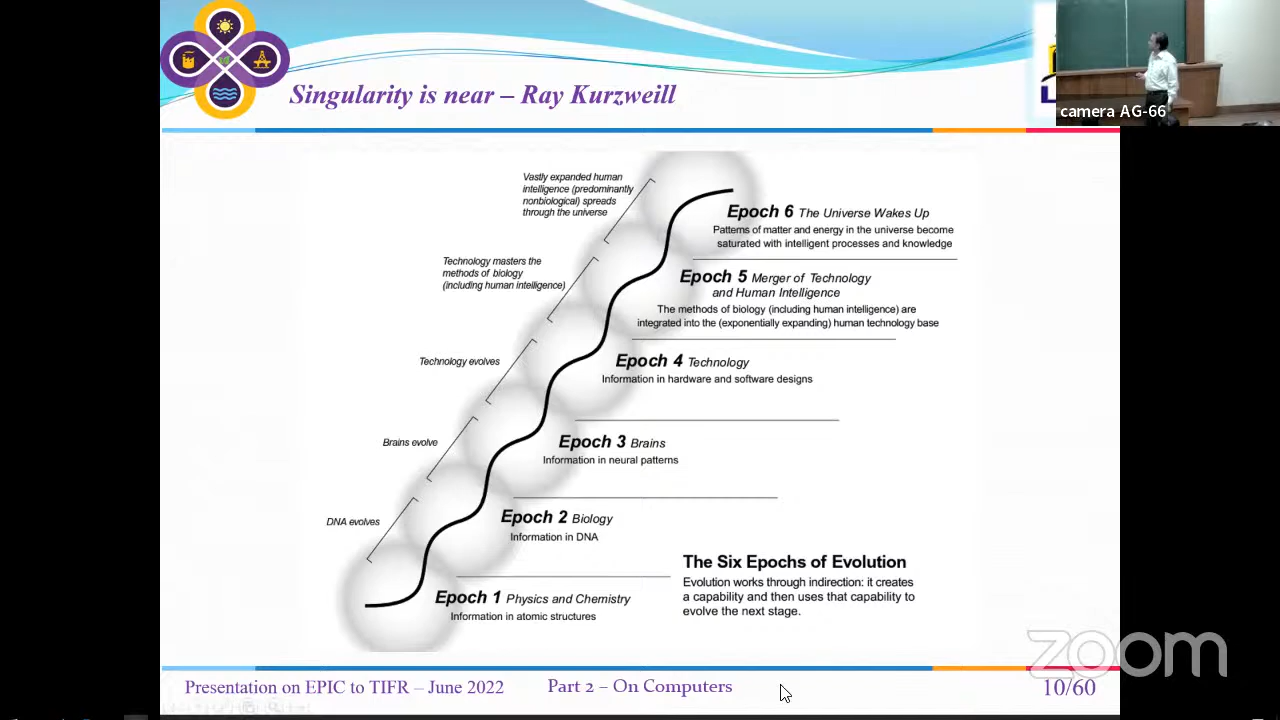 Singularity is near – Ray Kurzweill
camera AG-66
Vastly expanded human
intelligence (predominantly
nonbiological) spreads
through the universe
Epoch 6 The Universe Wakes Up
Patterns of matter and energy in the universe become
saturated with intelligent processes and knowledge
Technology masters the
methods of biology
(including human intelligence)
Epoch 5 Merger of Technology
and Human Intelligence
The methods of biology (including human intelligence) are
integrated into the (exponentially expanding) human technology base
Technology evolves
Epoch 4 Technology
Information in hardware and software designs
Brains evolve
Epoch 3 Brains
Information in neural patterns
DNA evolves
Epoch 2 Biology
Information in DNA
The Six Epochs of Evolution
Evolution works through indirection: it creates
a capability and then uses that capability to
evolve the next stage.
Epoch 1 Physics and Chemistry
Information in atomic structures
zoom
Presentation on EPIC to TIFR – June 2022
Part 2 – On Computers
10/60